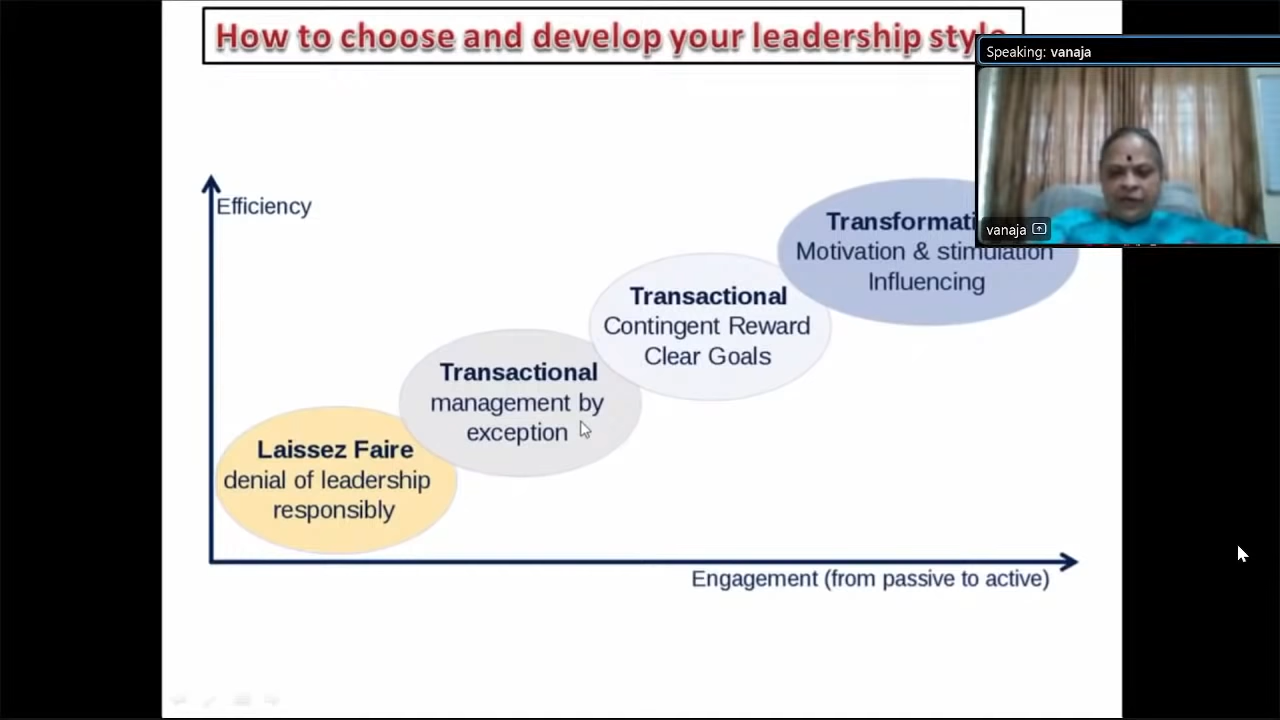 How to choose and develop your leadership style
Speaking: vanaja
vanaja
Efficiency
Motivation & stimulation
Influencing
Transactional
Contingent Reward
Clear Goals
Transactional
management by
exception
Laissez Faire
denial of leadership
responsibly
Engagement (from passive to active)